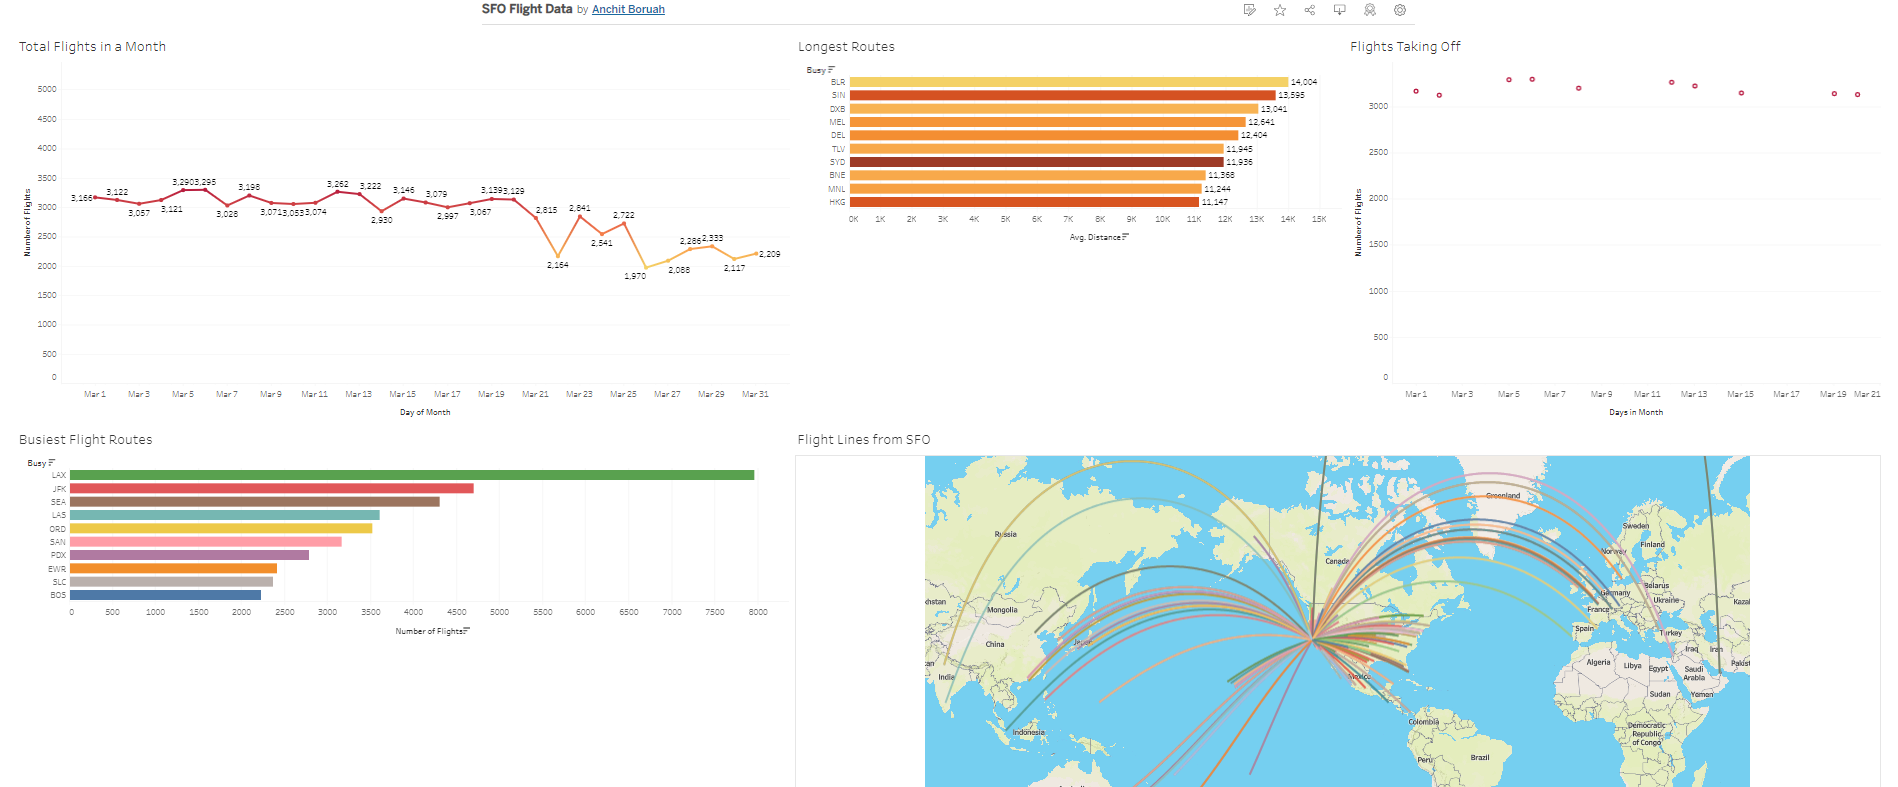 SFO Flight Data by Anchit Boruah
Total Flights in a Month
Number of Flights
5000
4500
4000
3500
3000
2500
2000
1500
1000
500
0
3,166
3,122
3,057
3,121
3,290
3,295
3,028
3,198
3,071
3,053
3,074
3,262
3,222
2,930
3,146
3,079
2,997
3,067
3,139
3,129
2,815
2,164
2,841
2,541
2,722
1,970
2,088
2,286
2,333
2,117
2,209
Mar 1 Mar 3 Mar 5 Mar 7 Mar 9 Mar 11 Mar 13 Mar 15 Mar 17 Mar 19 Mar 21 Mar 23 Mar 25 Mar 27 Mar 29 Mar 31
Day of Month
Longest Routes
Busy
BLR 14,004
SIN 13,595
DXB 13,041
MEL 12,641
DEL 12,404
TLV 11,945
SYD 11,936
BNE 11,368
MNL 11,244
HKG 11,147
0K 1K 2K 3K 4K 5K 6K 7K 8K 9K 10K 11K 12K 13K 14K 15K
Avg. Distance
Flights Taking Off
Number of Flights
3000
2500
2000
1500
1000
500
0
Mar 1 Mar 3 Mar 5 Mar 7 Mar 9 Mar 11 Mar 13 Mar 15 Mar 17 Mar 19 Mar 21
Days in Month
Busiest Flight Routes
Busy
LAX
JFK
SEA
LAS
ORD
SAN
PDX
EWR
SLC
BOS
0 500 1000 1500 2000 2500 3000 3500 4000 4500 5000 5500 6000 6500 7000 7500 8000
Number of Flights
Flight Lines from SFO
Greenland
Russia
Sweden
Finland
Norway
Canada
Belarus
Germany
Ukraine
khstan
Kazal
Mongolia
France
Spain
Turkey
China
Japan
Iraq
Iran
an
Algeria
Libya
Egypt
Saudi
Arabia
Pakist
India
Mexico
Sudan
Yemen
Colombia
Indonesia
Democratic
Republic
of Congo
Peru
Brazil